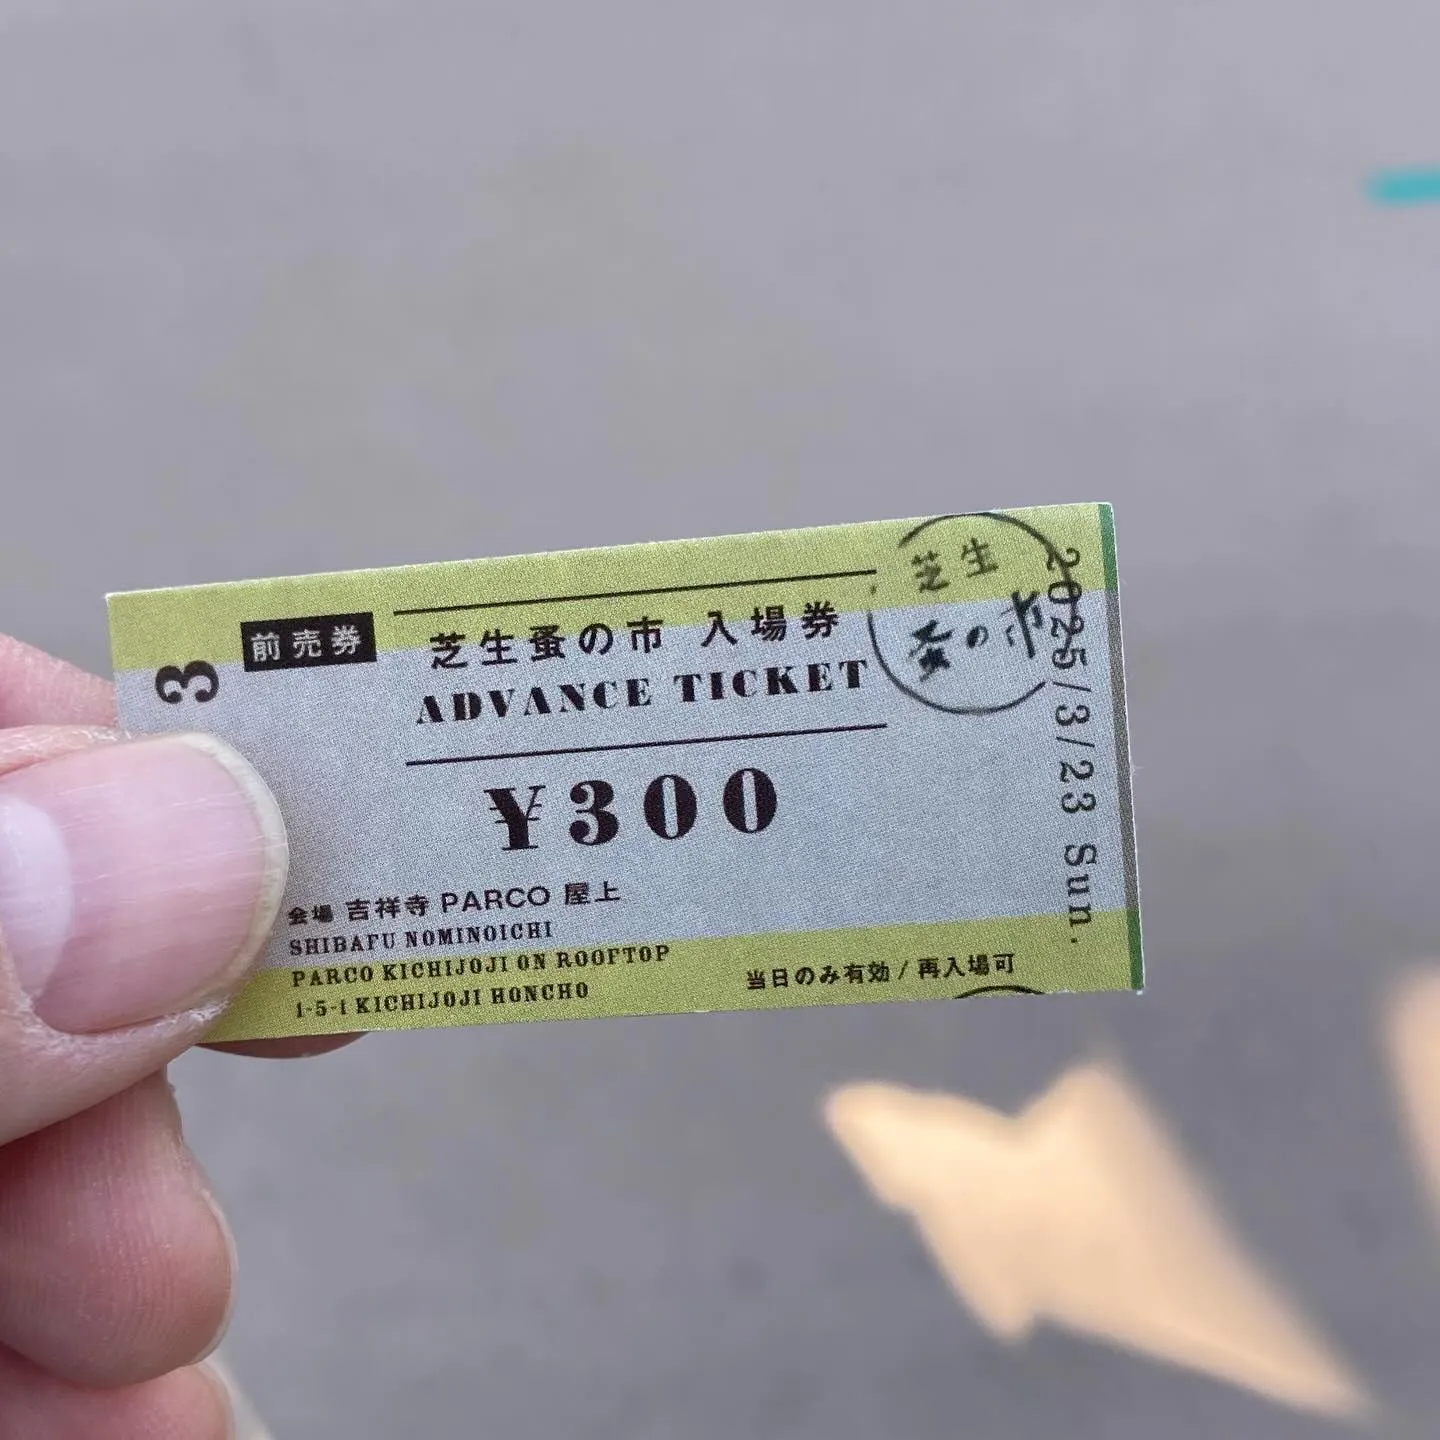 3
前売券
芝生蚤の市 入場券
ADVANCE TICKET
¥300
会場 吉祥寺 PARCO 屋上
SHIBAFU NOMINOICHI
PARCO KICHIJOJI ON ROOFTOP
1-5-1 KICHIJOJI HONCHO
当日のみ有効 / 再入場可
芝生
蚤の市
2025/3/23 Sun.